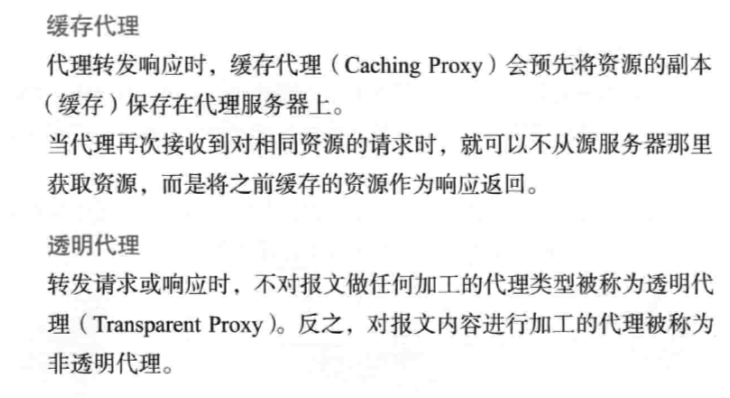 缓存代理
代理转发响应时，缓存代理（Caching Proxy）会预先将资源的副本
（缓存）保存在代理服务器上。
当代理再次接收到对相同资源的请求时，就可以不从源服务器那里
获取资源，而是将之前缓存的资源作为响应返回。
透明代理
转发请求或响应时，不对报文做任何加工的代理类型被称为透明代
理（Transparent Proxy）。反之，对报文内容进行加工的代理被称为
非透明代理。